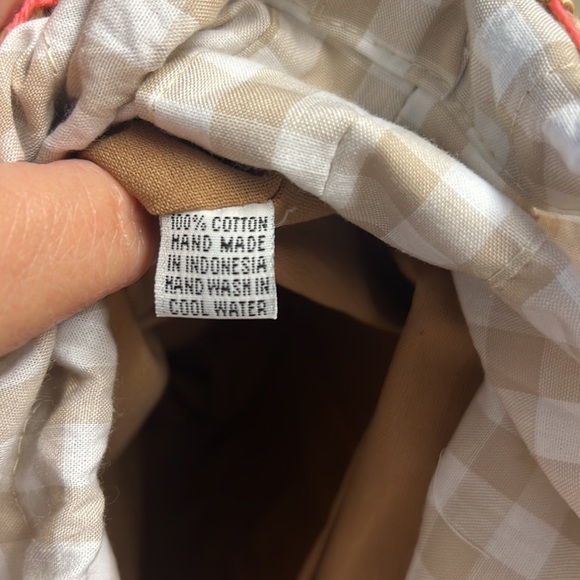 100% COTTON
HAND MADE
IN INDONESIA
HAND WASH IN
COOL WATER